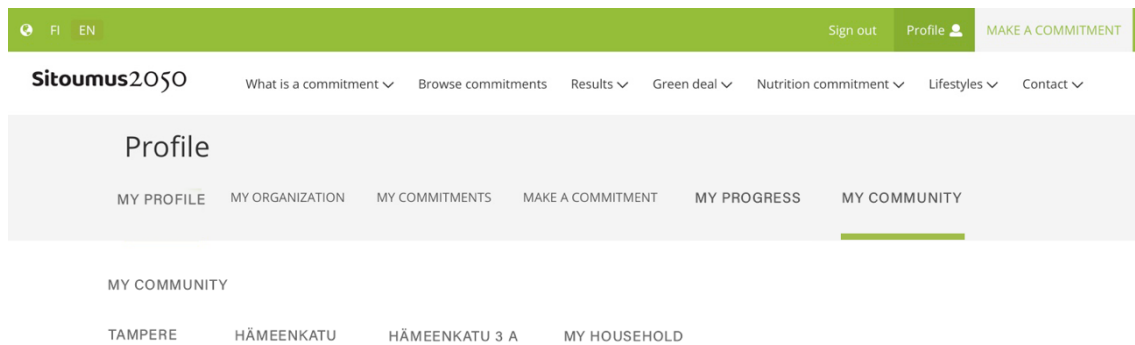 FI EN Sign out Profile MAKE A COMMITMENT
Sitoumus2050 What is a commitment Browse commitments Results Green deal Nutrition commitment Lifestyles Contact
Profile
MY PROFILE MY ORGANIZATION MY COMMITMENTS MAKE A COMMITMENT MY PROGRESS MY COMMUNITY
MY COMMUNITY
TAMPERE HÄMEENKATU HÄMEENKATU 3 A MY HOUSEHOLD